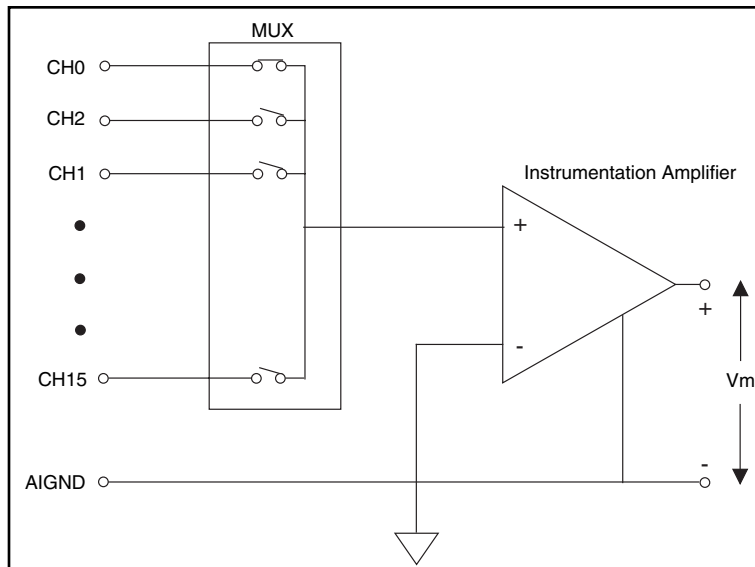 MUX
CH0
CH2
CH1
Instrumentation Amplifier
+
-
+
CH15
Vm
AIGND
-